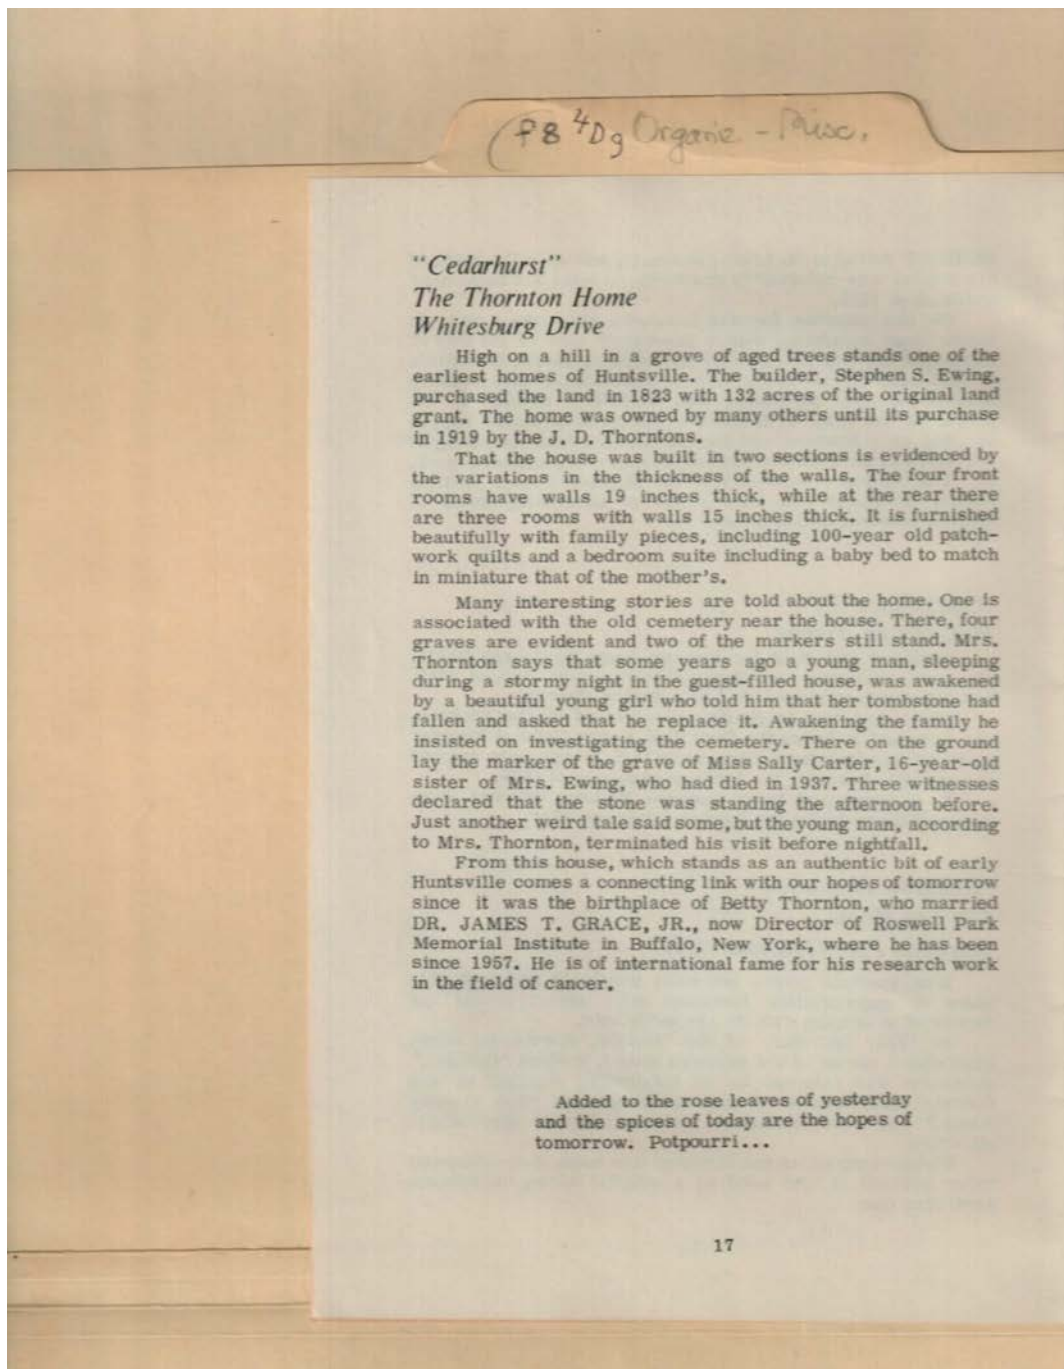 Organic - Misc.
"Cedarhurst"
The Thornton Home
Whitesburg Drive
High on a hill in a grove of aged trees stands one of the
earliest homes of Huntsville. The builder, Stephen S. Ewing,
purchased the land in 1823 with 132 acres of the original land
grant. The home was owned by many others until its purchase
in 1919 by the J. D. Thorntons.
That the house was built in two sections is evidenced by
the variations in the thickness of the walls. The four front
rooms have walls 19 inches thick, while at the rear there
are three rooms with walls 15 inches thick. It is furnished
beautifully with family pieces, including 100-year old patch-
work quilts and a bedroom suite including a baby bed to match
in miniature that of the mother's.
Many interesting stories are told about the home. One is
associated with the old cemetery near the house. There, four
graves are evident and two of the markers still stand. Mrs.
Thornton says that some years ago a young man, sleeping
during a stormy night in the guest-filled house, was awakened
by a beautiful young girl who told him that her tombstone had
fallen and asked that he replace it. Awakening the family he
insisted on investigating the cemetery. There on the ground
lay the marker of the grave of Miss Sally Carter, 16-year-old
sister of Mrs. Ewing, who had died in 1937. Three witnesses
declared that the stone was standing the afternoon before.
Just another weird tale said some, but the young man, according
to Mrs. Thornton, terminated his visit before nightfall.
From this house, which stands as an authentic bit of early
Huntsville comes a connecting link with our hopes of tomorrow
since it was the birthplace of Betty Thornton, who married
DR. JAMES T. GRACE, JR., now Director of Roswell Park
Memorial Institute in Buffalo, New York, where he has been
since 1957. He is of international fame for his research work
in the field of cancer.
Added to the rose leaves of yesterday
and the spices of today are the hopes of
tomorrow. Potpourri...
17